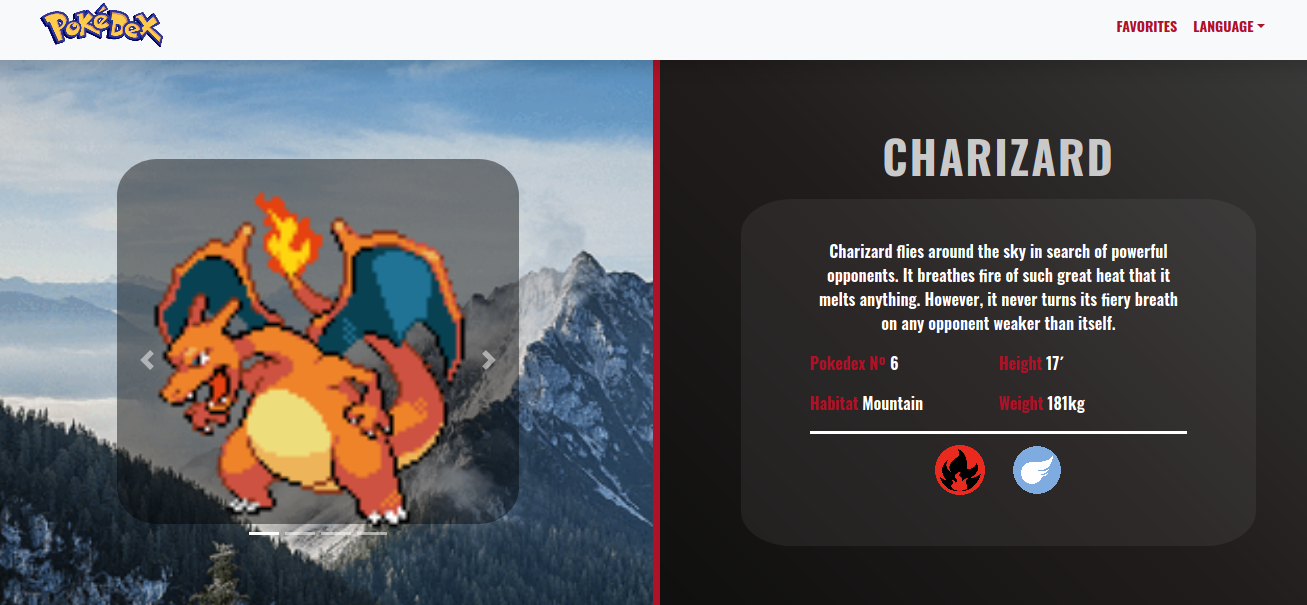 PoKéDex
FAVORITES LANGUAGE
CHARIZARD
Charizard flies around the sky in search of powerful
opponents. It breathes fire of such great heat that it
melts anything. However, it never turns its fiery breath
on any opponent weaker than itself.
Pokedex Nº 6 Height 17´
Habitat Mountain Weight 181kg